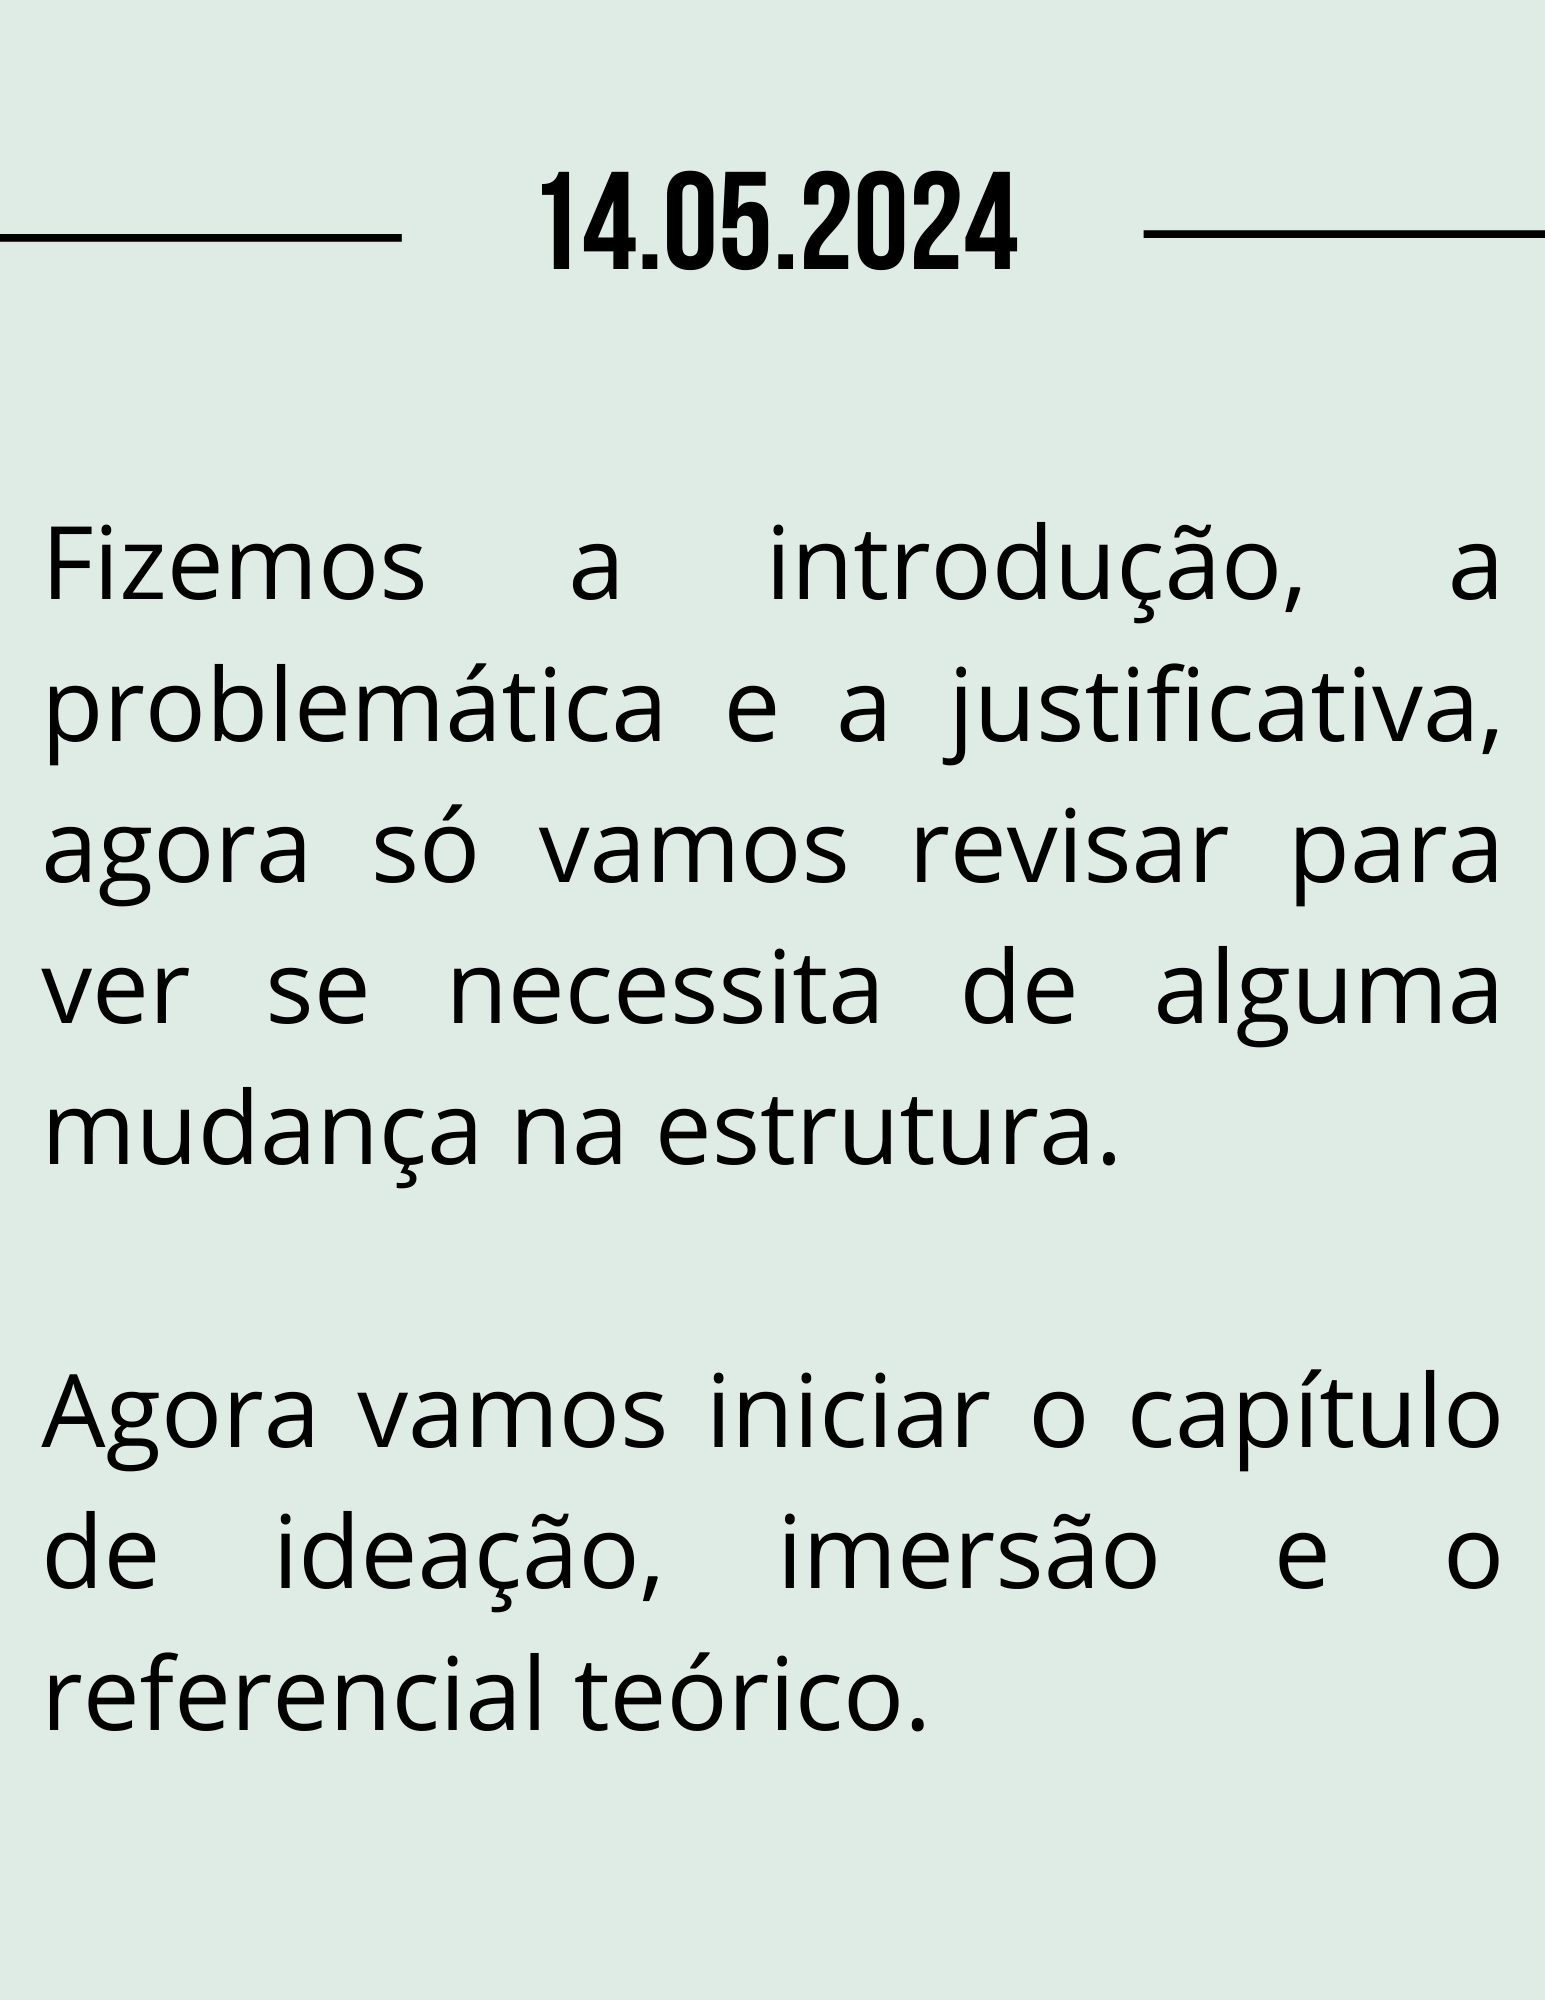 14.05.2024
Fizemos a introdução, a
problemática e a justificativa,
agora só vamos revisar para
ver se necessita de alguma
mudança na estrutura.
Agora vamos iniciar o capítulo
de ideação, imersão e o
referencial teórico.